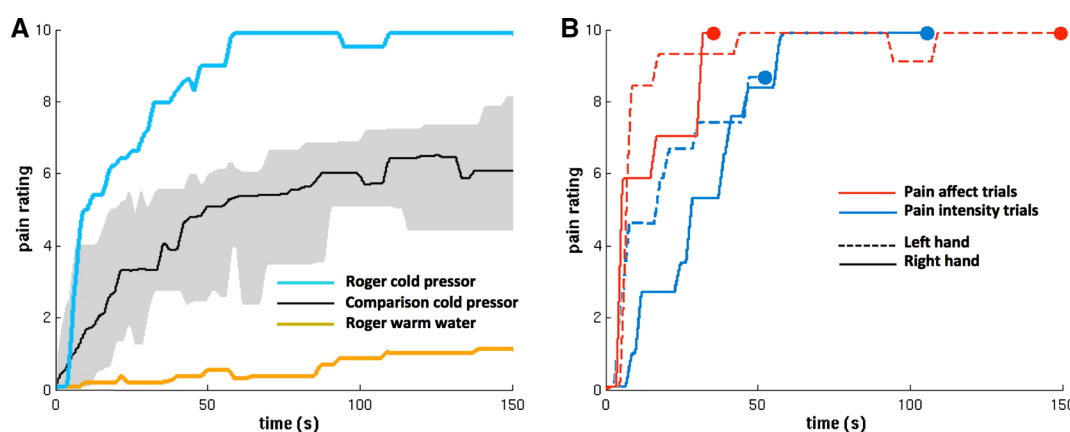 A
pain rating
10
8
6
4
2
0
0
50
100
150
time (s)
Roger cold pressor
Comparison cold pressor
Roger warm water
B
pain rating
10
8
6
4
2
0
0
50
100
150
time (s)
Pain affect trials
Pain intensity trials
Left hand
Right hand